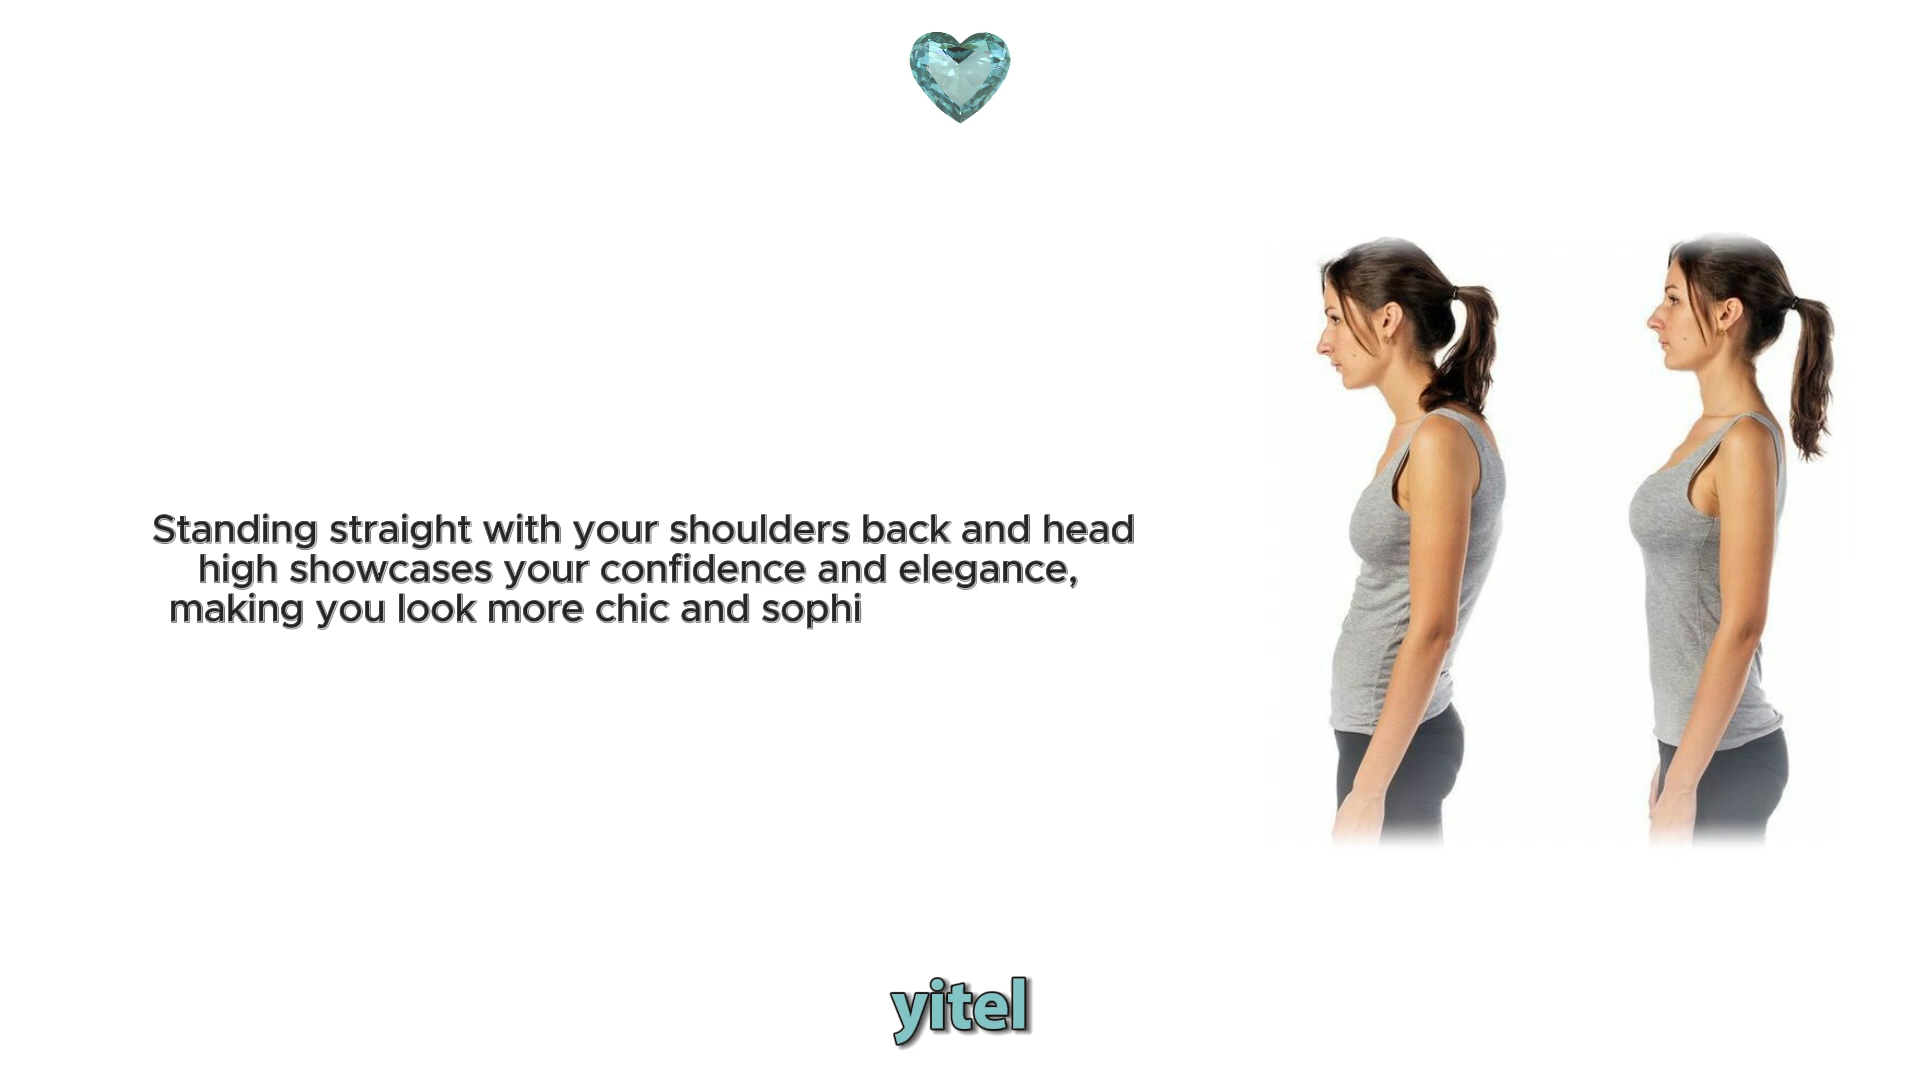 Standing straight with your shoulders back and head
high showcases your confidence and elegance,
making you look more chic and sophi
yitel